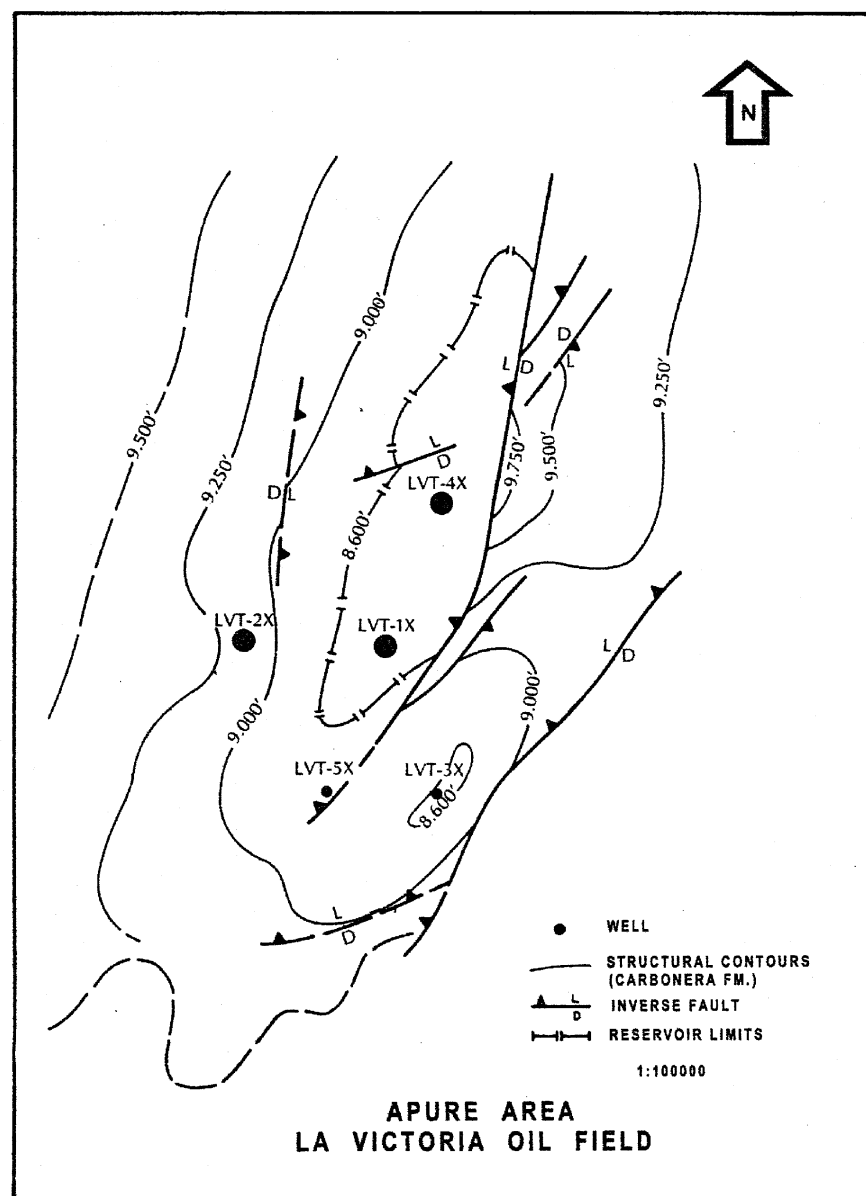 N
9.000'
9.250'
9.500'
9.250'
D
L
L D
9.750'
9.500'
L
D
D L
LVT-4X
8.600'
LVT-2X
LVT-1X
L
D
9.000'
9.000'
LVT-5X
LVT-3X
8.600'
L
D
WELL
STRUCTURAL CONTOURS
(CARBONERA FM.)
L
D
INVERSE FAULT
RESERVOIR LIMITS
1:100000
APURE AREA
LA VICTORIA OIL FIELD